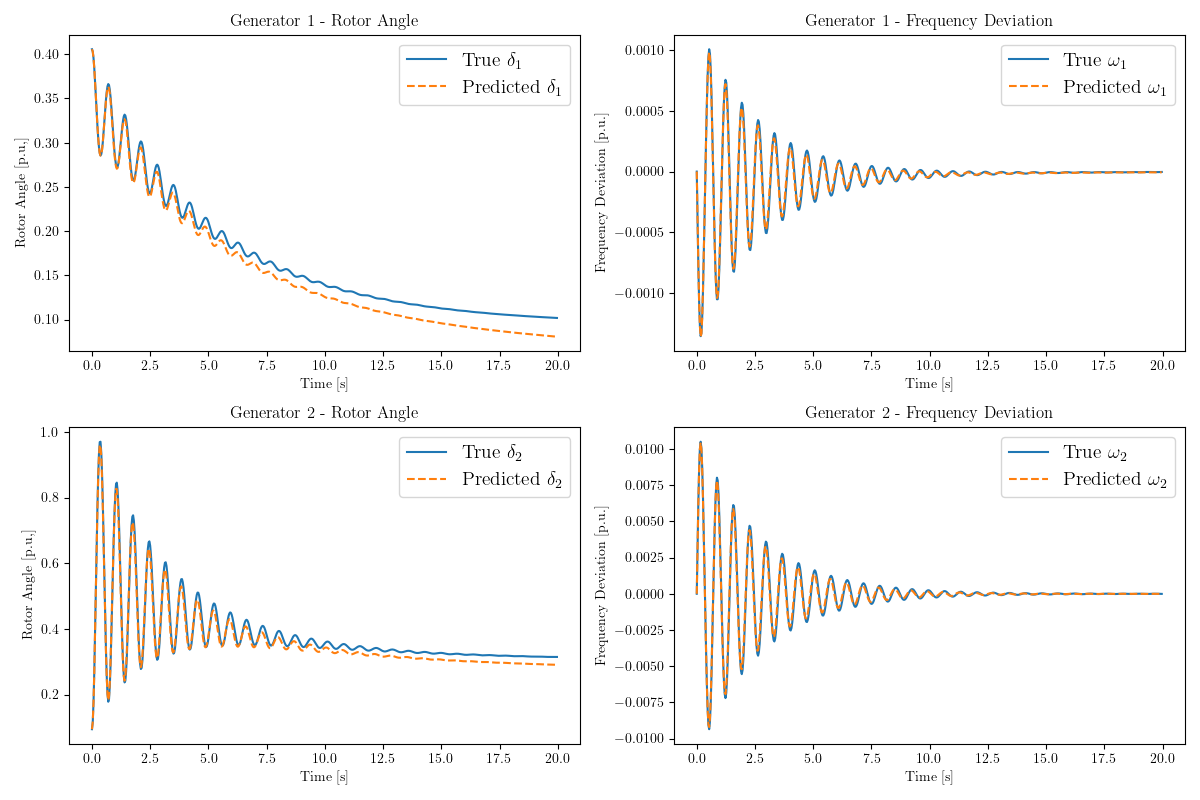 Generator 1 - Rotor Angle
Rotor Angle [p.u.]
0.40
0.35
0.30
0.25
0.20
0.15
0.10
True δ₁
Predicted δ₁
0.0 2.5 5.0 7.5 10.0 12.5 15.0 17.5 20.0
Time [s]
Generator 1 - Frequency Deviation
Frequency Deviation [p.u.]
0.0010
0.0005
0.0000
−0.0005
−0.0010
True ω₁
Predicted ω₁
0.0 2.5 5.0 7.5 10.0 12.5 15.0 17.5 20.0
Time [s]
Generator 2 - Rotor Angle
Rotor Angle [p.u.]
1.0
0.8
0.6
0.4
0.2
True δ₂
Predicted δ₂
0.0 2.5 5.0 7.5 10.0 12.5 15.0 17.5 20.0
Time [s]
Generator 2 - Frequency Deviation
Frequency Deviation [p.u.]
0.0100
0.0075
0.0050
0.0025
0.0000
−0.0025
−0.0050
−0.0075
−0.0100
True ω₂
Predicted ω₂
0.0 2.5 5.0 7.5 10.0 12.5 15.0 17.5 20.0
Time [s]